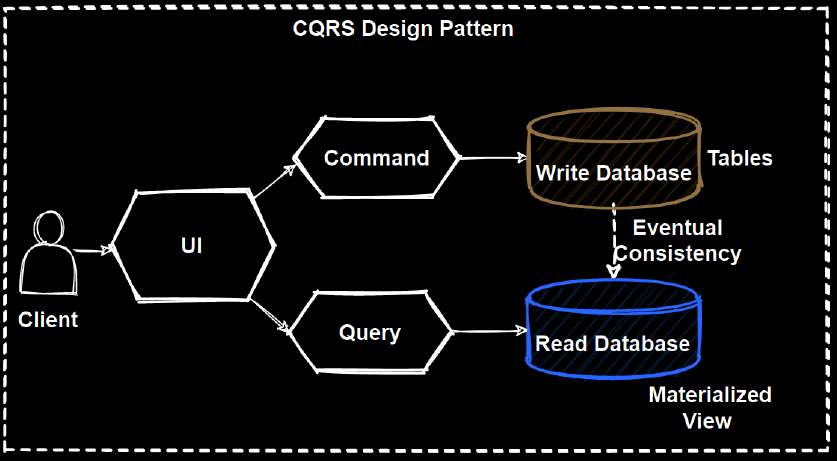 CQRS Design Pattern
Command
Write Database
Tables
UI
Eventual
Consistency
Client
Query
Read Database
Materialized
View